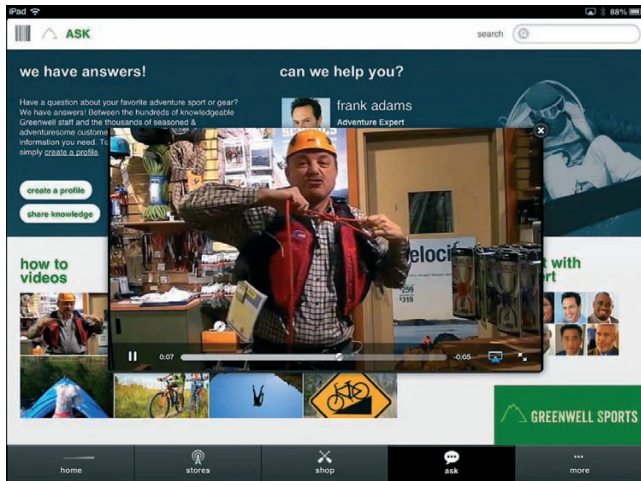 iPad
88%
ASK
search
we have answers!
can we help you?
Have a question about your favorite adventure sport or gear?
We have answers! Between the hundreds of knowledgeable
Greenwell staff and the thousands of seasoned &
adventuresome custome
information you need. To
simply create a profile.
frank adams
Adventure Expert
create a profile
share knowledge
how to
videos
elocit
$259
$319
with
ert
0:07
-0:05
GREENWELL SPORTS
home
stores
shop
ask
more